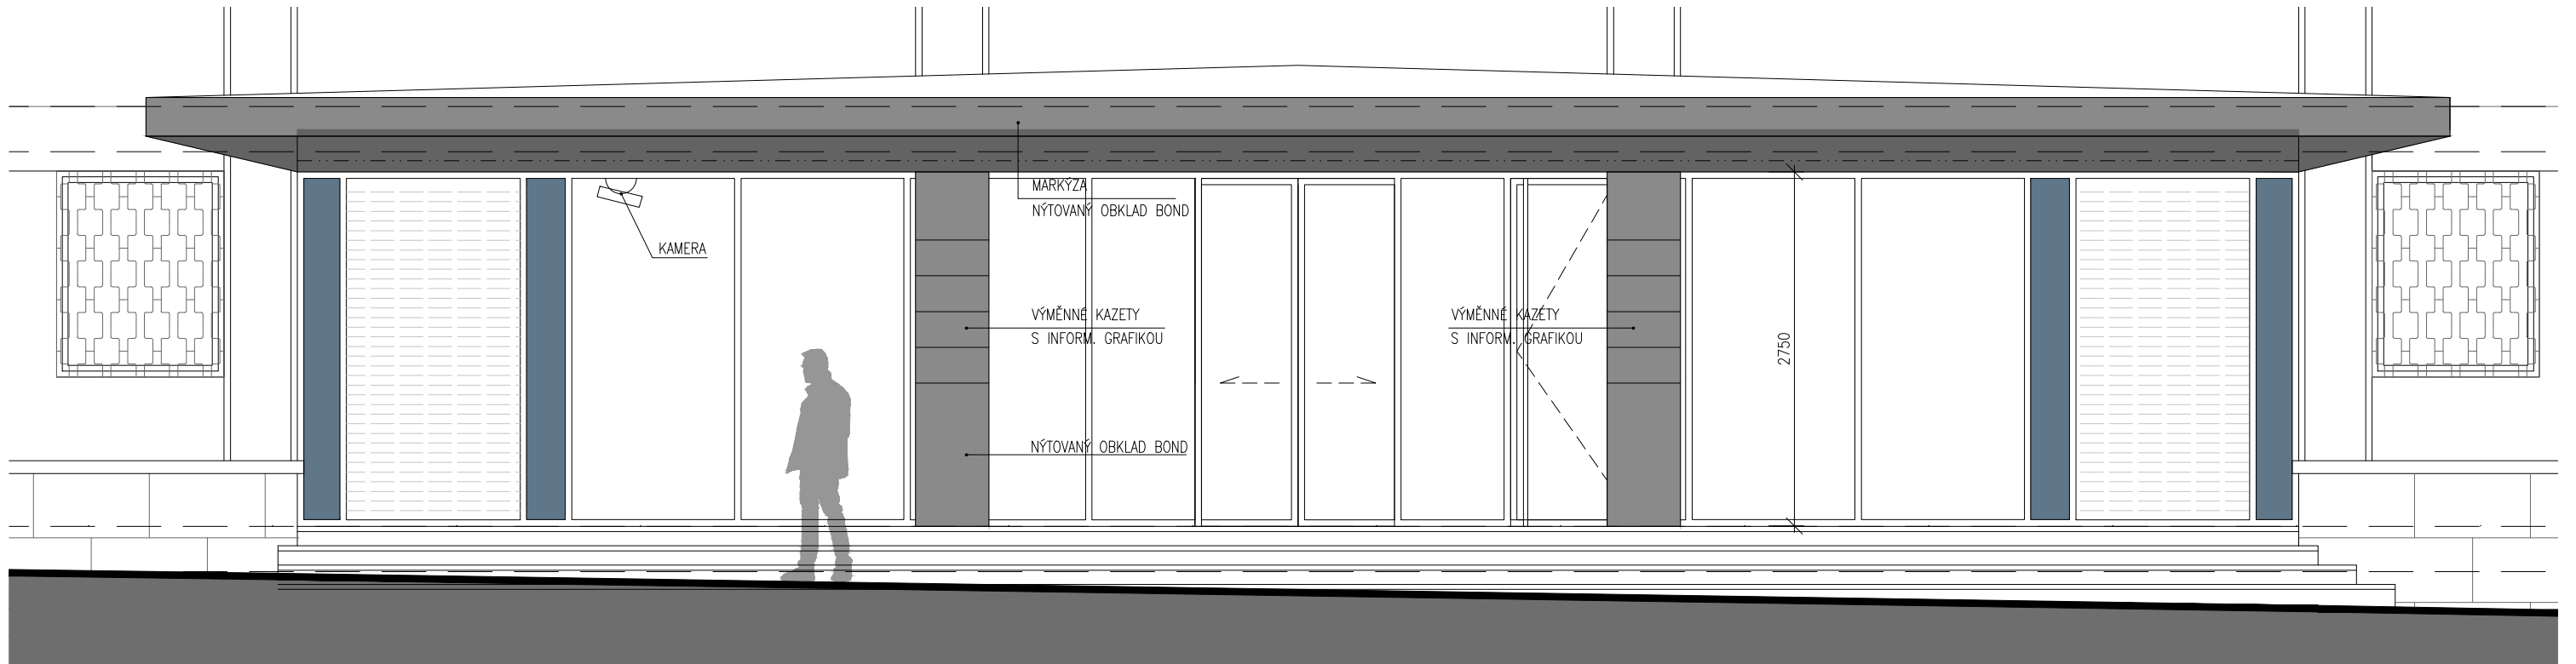 MARKÝZA
NÝTOVANÝ OBKLAD BOND
KAMERA
VÝMĚNNÉ KAZETY
S INFORM. GRAFIKOU
VÝMĚNNÉ KAZETY
S INFORM. GRAFIKOU
2750
NÝTOVANÝ OBKLAD BOND